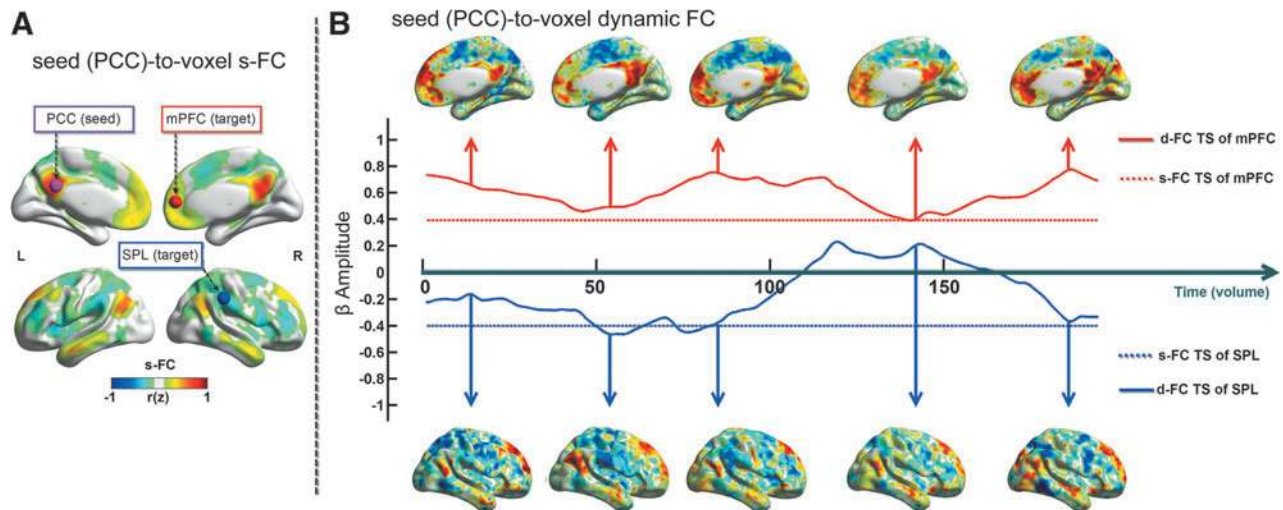 A
seed (PCC)-to-voxel s-FC
PCC (seed)
mPFC (target)
L
R
SPL (target)
s-FC
-1
r(z)
1
B
seed (PCC)-to-voxel dynamic FC
β Amplitude
1
0.8
0.6
0.4
0.2
0
-0.2
-0.4
-0.6
-0.8
-1
0
50
100
150
Time (volume)
d-FC TS of mPFC
s-FC TS of mPFC
s-FC TS of SPL
d-FC TS of SPL